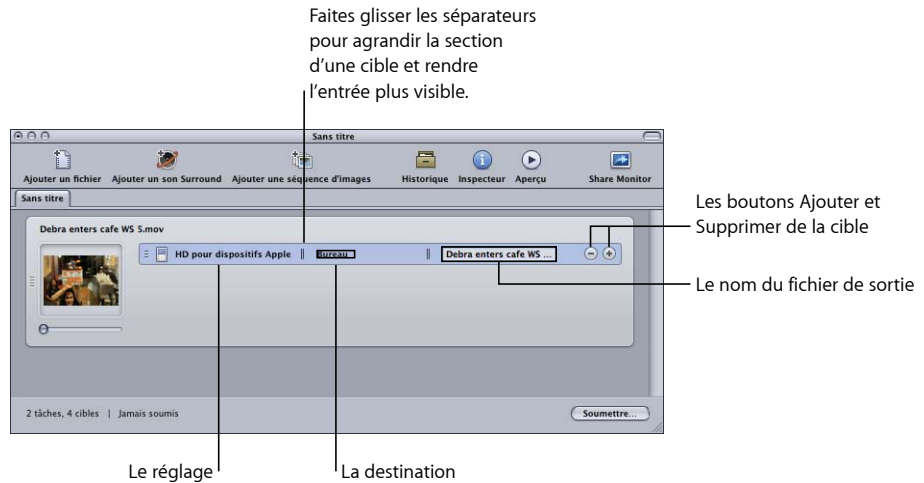 Faites glisser les séparateurs
pour agrandir la section
d'une cible et rendre
l'entrée plus visible.
Sans titre
Ajouter un fichier Ajouter un son Surround Ajouter une séquence d'images Historique Inspecteur Aperçu Share Monitor
Sans titre
Debra enters cafe WS 5.mov
HD pour dispositifs Apple Bureau Debra enters cafe WS ...
Les boutons Ajouter et
Supprimer de la cible
Le nom du fichier de sortie
2 tâches, 4 cibles | Jamais soumis
Soumettre...
Le réglage
La destination